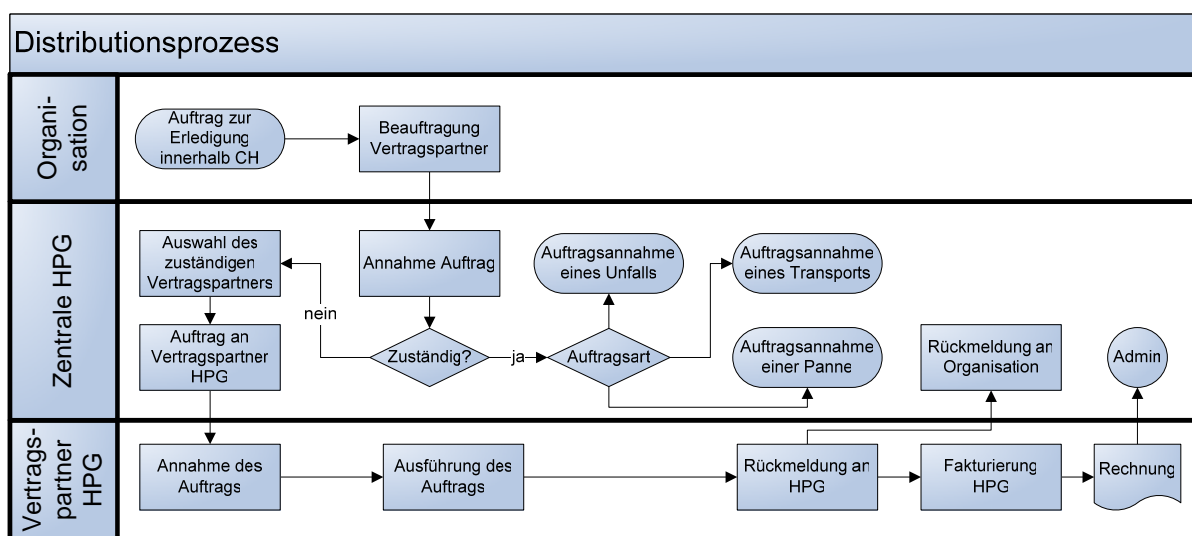 Distributionsprozess
Organi-
sation
Auftrag zur
Erledigung
innerhalb CH
Beauftragung
Vertragspartner
Zentrale HPG
Auswahl des
zuständigen
Vertragspartners
Annahme Auftrag
Auftragsannahme
eines Unfalls
Auftragsannahme
eines Transports
nein
Auftrag an
Vertragspartner
HPG
Zuständig?
ja
Auftragsart
Auftragsannahme
einer Panne
Rückmeldung an
Organisation
Admin
Vertrags-
partner
HPG
Annahme des
Auftrags
Ausführung des
Auftrags
Rückmeldung an
HPG
Fakturierung
HPG
Rechnung